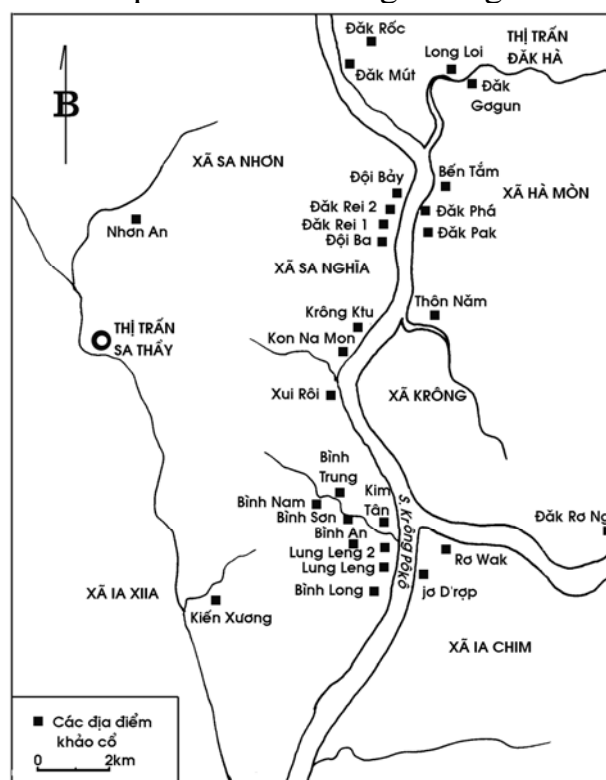 Đăk Rốc
THỊ TRẤN
ĐĂK HÀ
Long Loi
Đăk Mút
Đăk
Gơgun
B
XÃ SA NHƠN
Đội Bảy
Bến Tắm
XÃ HÀ MÒN
Đăk Rei 2
Đăk Phá
Nhơn An
Đăk Rei 1
Đăk Pak
Đội Ba
XÃ SA NGHĨA
Krông Ktu
Thôn Năm
THỊ TRẤN
SA THẦY
Kon Na Mon
Xui Rôi
XÃ KRÔNG
Bình
Trung
Kim
Tân
Bình Nam
Bình Sơn
S. Krông Pôkô
Đăk Rơ Ng
Bình An
Lung Leng 2
Rơ Wak
Lung Leng
XÃ IA XIIA
Bình Long
jơ D'rợp
Kiến Xương
XÃ IA CHIM
Các địa điểm
khảo cổ
0 2km